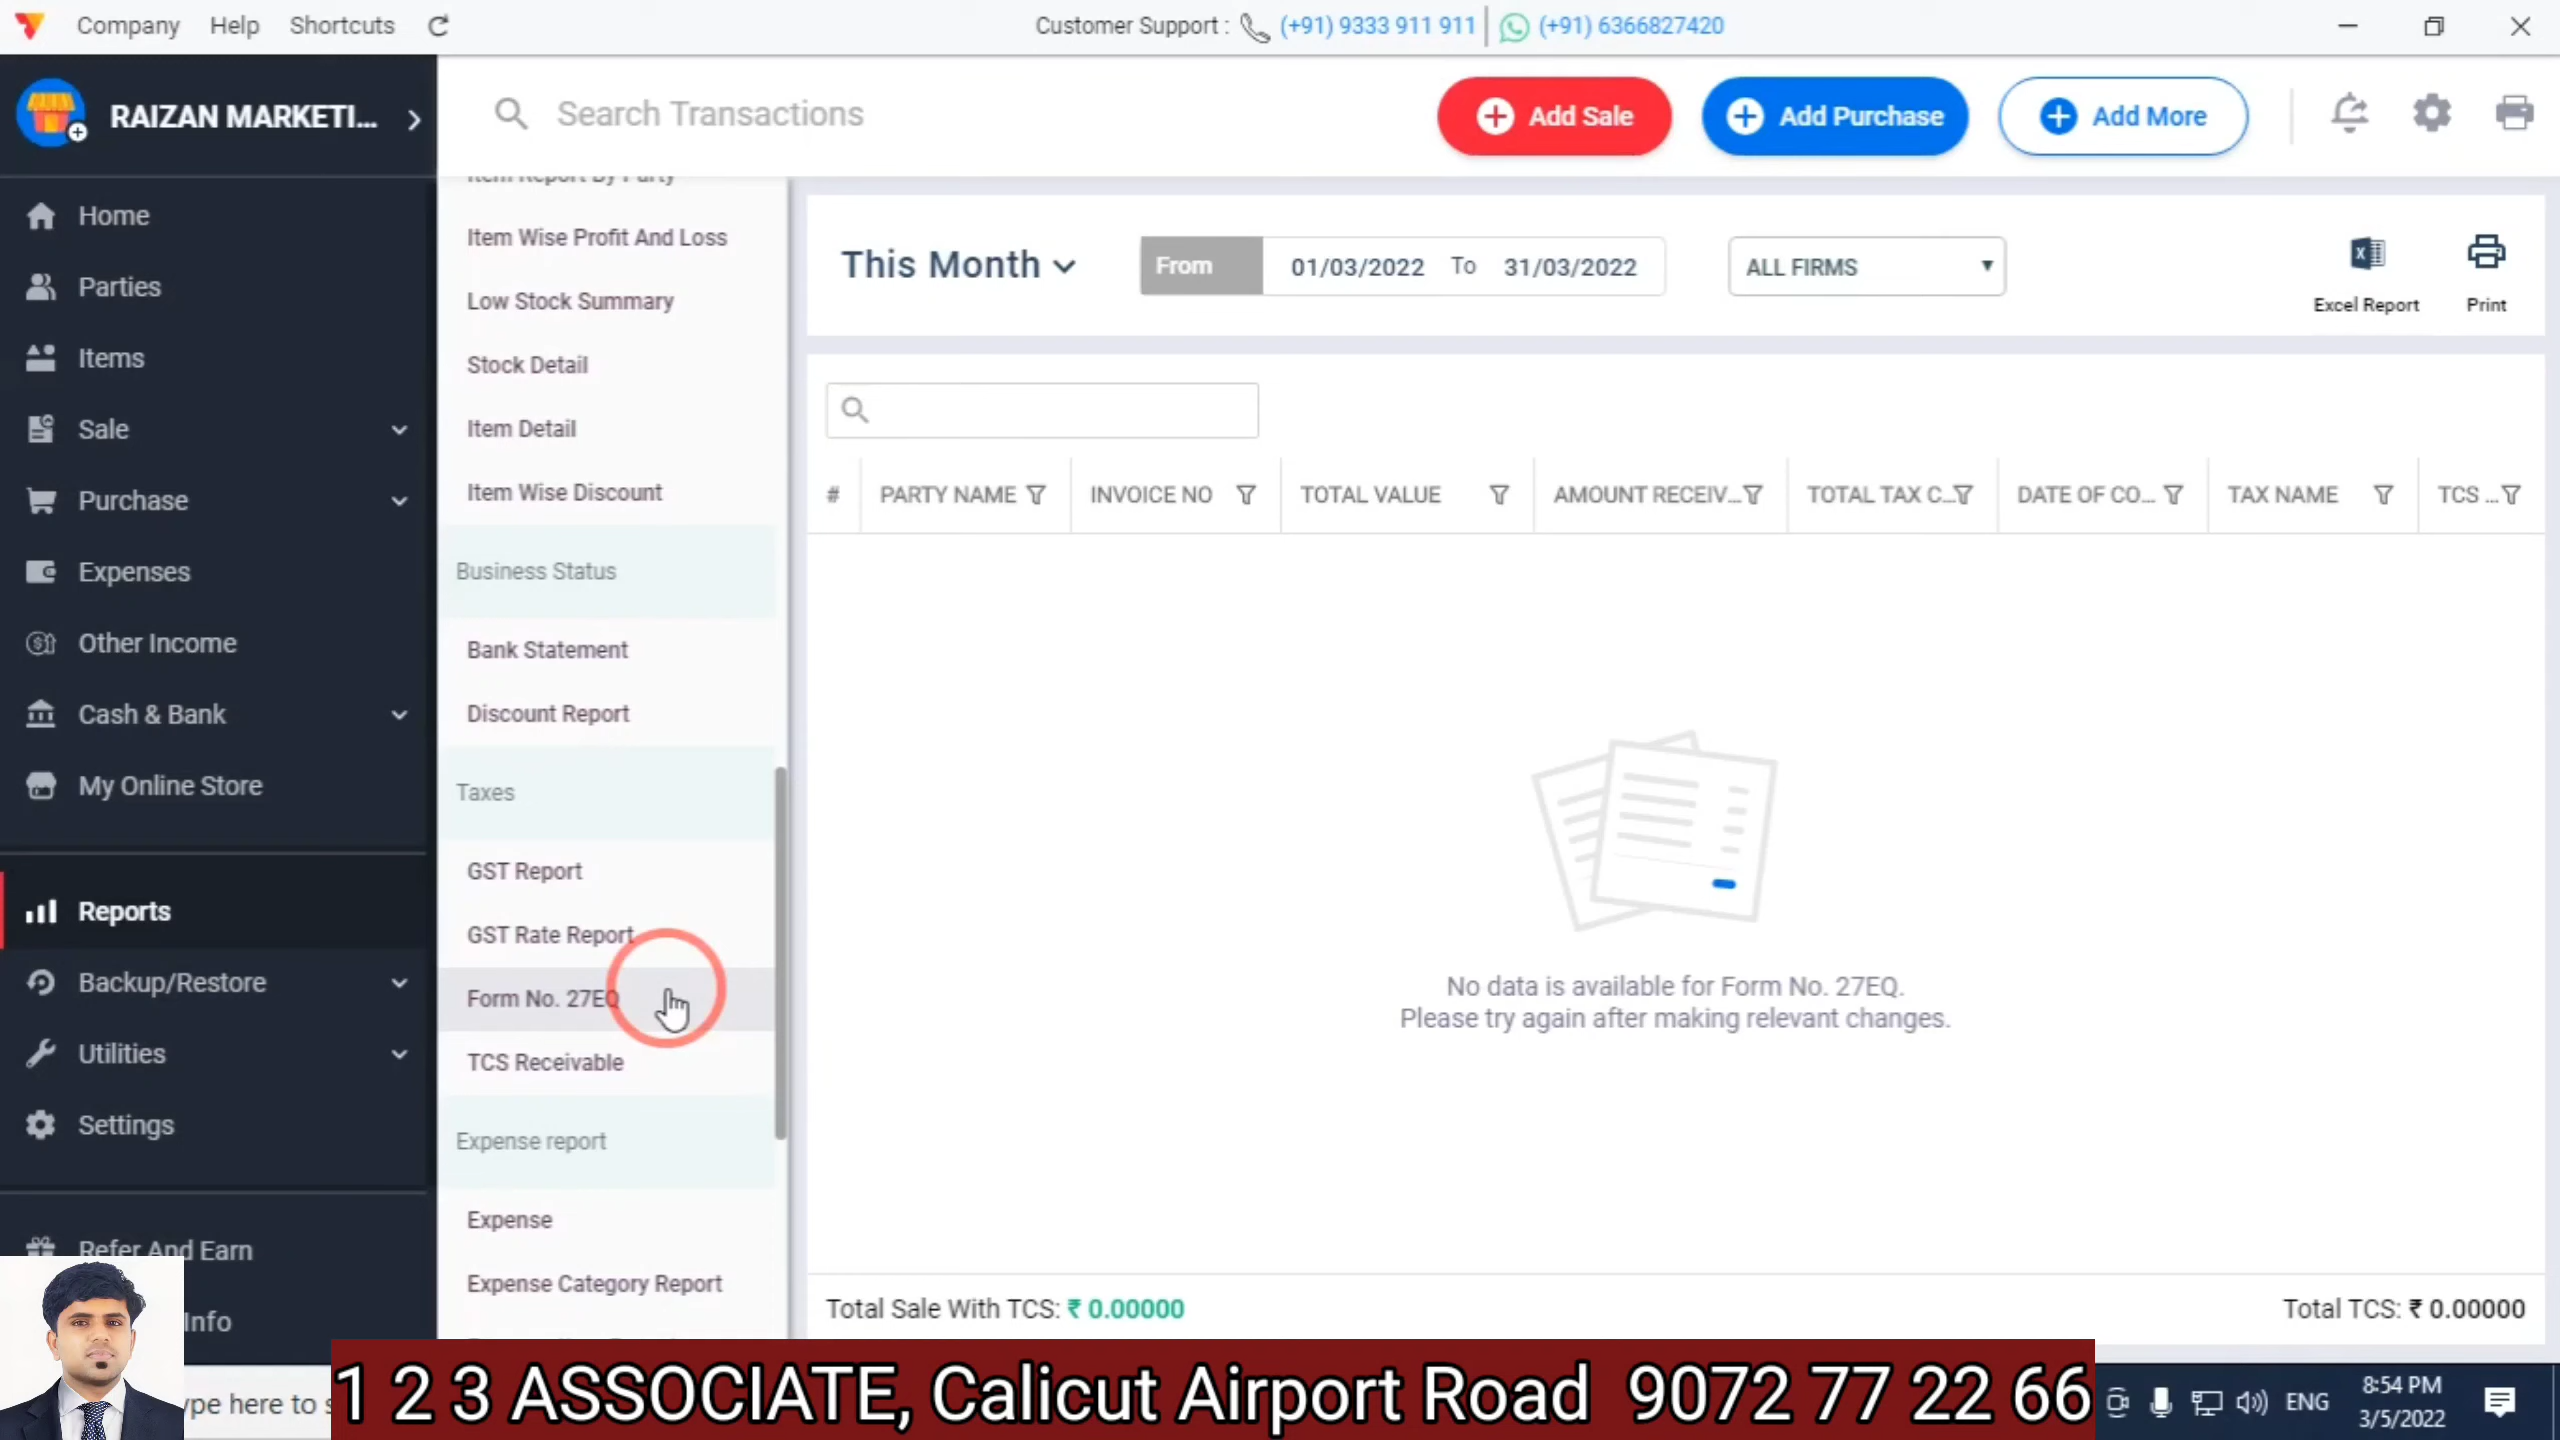 Company Help Shortcuts
Customer Support : (+91) 9333 911 911 (+91) 6366827420
RAIZAN MARKETI...
Search Transactions
Add Sale
Add Purchase
Add More
Home
Parties
Items
Sale
Purchase
Expenses
Other Income
Cash & Bank
My Online Store
Reports
Backup/Restore
Utilities
Settings
Refer And Earn
Info
Item Report By Party
Item Wise Profit And Loss
Low Stock Summary
Stock Detail
Item Detail
Item Wise Discount
Business Status
Bank Statement
Discount Report
Taxes
GST Report
GST Rate Report
Form No. 27EQ
TCS Receivable
Expense report
Expense
Expense Category Report
This Month
From 01/03/2022 To 31/03/2022
ALL FIRMS
Excel Report
Print
# PARTY NAME INVOICE NO TOTAL VALUE AMOUNT RECEIV... TOTAL TAX C... DATE OF CO... TAX NAME TCS ...
No data is available for Form No. 27EQ.
Please try again after making relevant changes.
Total Sale With TCS: ₹ 0.00000
Total TCS: ₹ 0.00000
ype here to s
1 2 3 ASSOCIATE, Calicut Airport Road 9072 77 22 66
ENG
8:54 PM
3/5/2022